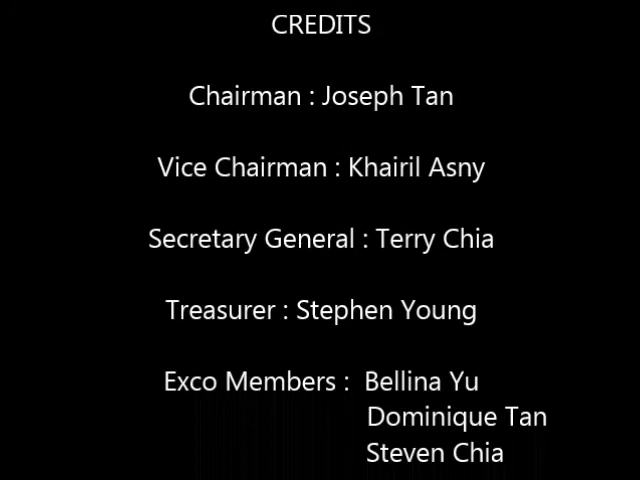 CREDITS
Chairman : Joseph Tan
Vice Chairman : Khairil Asny
Secretary General : Terry Chia
Treasurer : Stephen Young
Exco Members :  Bellina Yu
Dominique Tan
Steven Chia